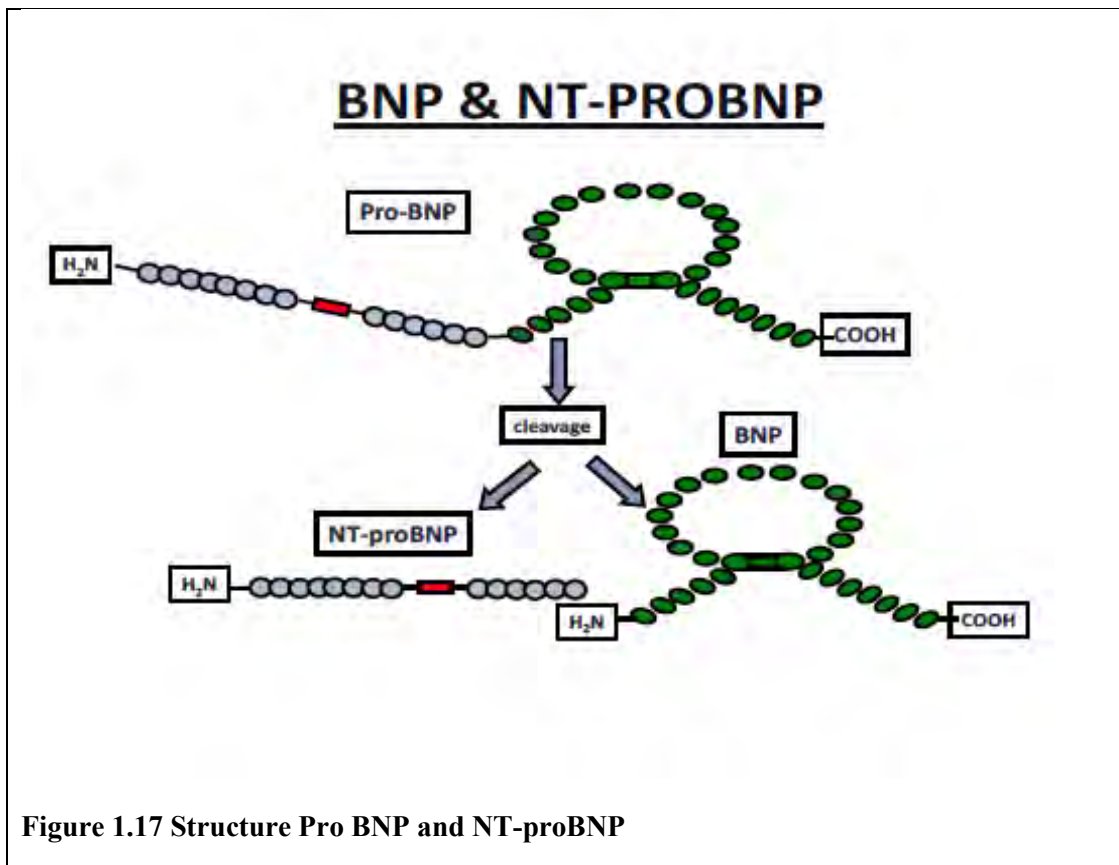 BNP & NT-PROBNP
Pro-BNP
H₂N
COOH
cleavage
BNP
NT-proBNP
H₂N
H₂N
COOH
Figure 1.17 Structure Pro BNP and NT-proBNP